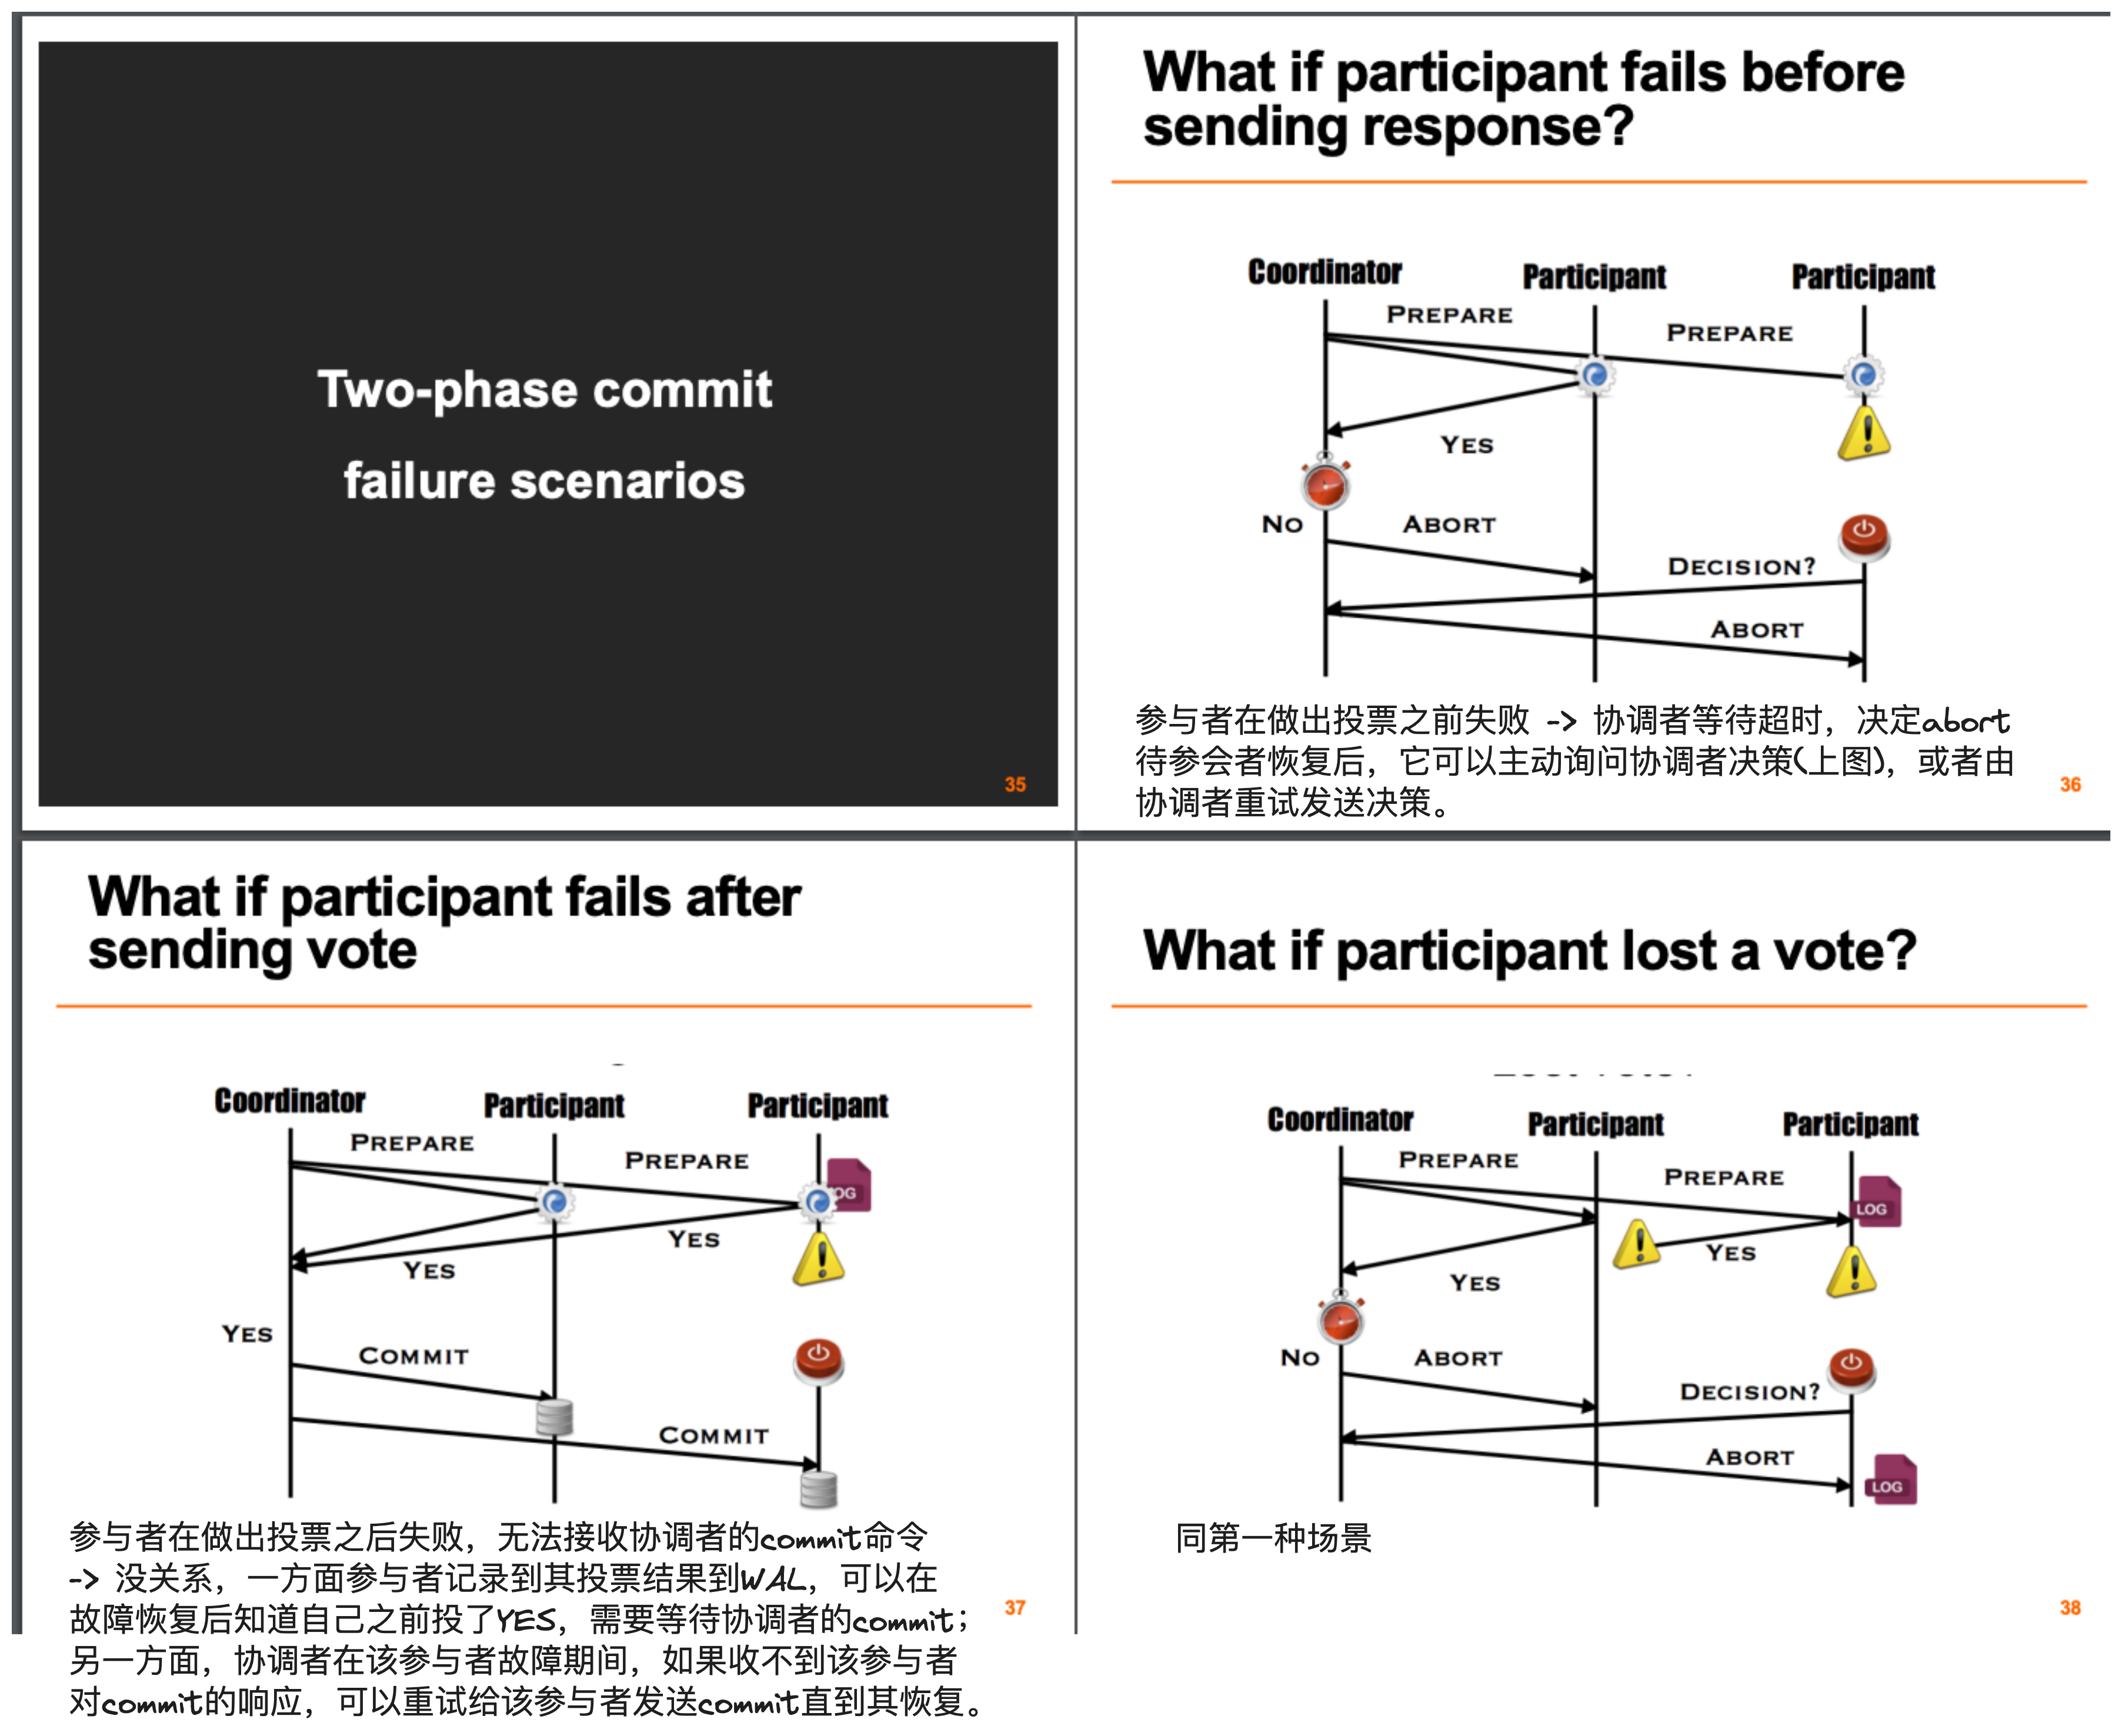 Two-phase commit
failure scenarios
35
What if participant fails before
sending response?
Coordinator
Participant
Participant
PREPARE
PREPARE
YES
NO
ABORT
DECISION?
ABORT
参与者在做出投票之前失败 -> 协调者等待超时，决定abort
待参会者恢复后，它可以主动询问协调者决策(上图)，或者由
协调者重试发送决策。
36
What if participant fails after
sending vote
Coordinator
Participant
Participant
PREPARE
PREPARE
LOG
YES
YES
YES
COMMIT
COMMIT
参与者在做出投票之后失败，无法接收协调者的commit命令
-> 没关系，一方面参与者记录到其投票结果到WAL，可以在
故障恢复后知道自己之前投了YES，需要等待协调者的commit；
另一方面，协调者在该参与者故障期间，如果收不到该参与者
对commit的响应，可以重试给该参与者发送commit直到其恢复。
37
What if participant lost a vote?
Coordinator
Participant
Participant
PREPARE
PREPARE
LOG
YES
YES
NO
ABORT
DECISION?
ABORT
LOG
同第一种场景
38